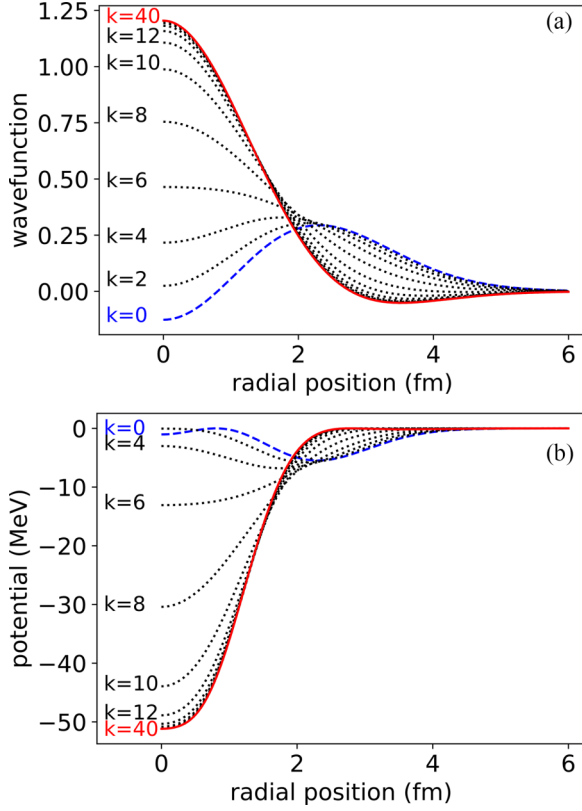 (a)
1.25
1.00
0.75
0.50
0.25
0.00
wavefunction
k=40
k=12
k=10
k=8
k=6
k=4
k=2
k=0
0 2 4 6
radial position (fm)
(b)
0
−10
−20
−30
−40
−50
potential (MeV)
k=0
k=4
k=6
k=8
k=10
k=12
k=40
0 2 4 6
radial position (fm)